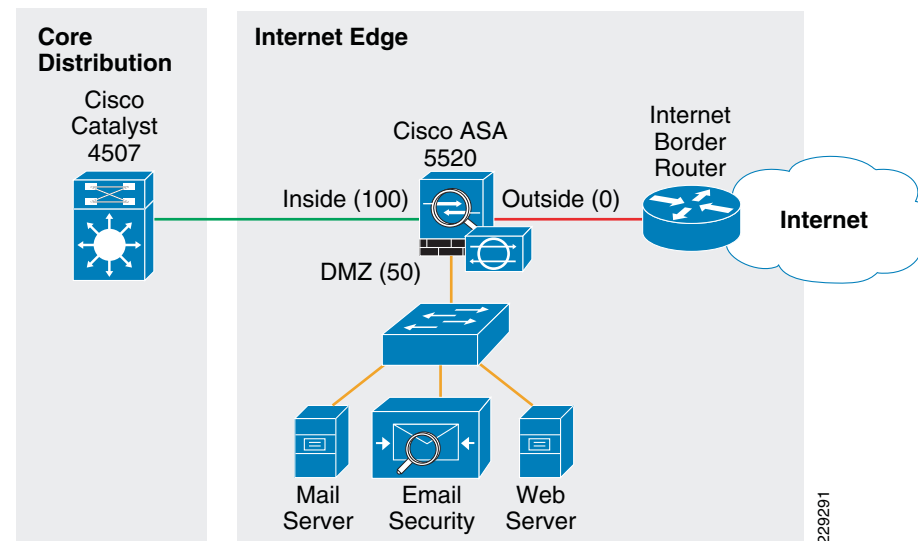 Core
Distribution
Cisco
Catalyst
4507
Internet Edge
Cisco ASA
5520
Internet
Border
Router
Inside (100)
Outside (0)
Internet
DMZ (50)
Mail
Server
Email
Security
Web
Server
229291